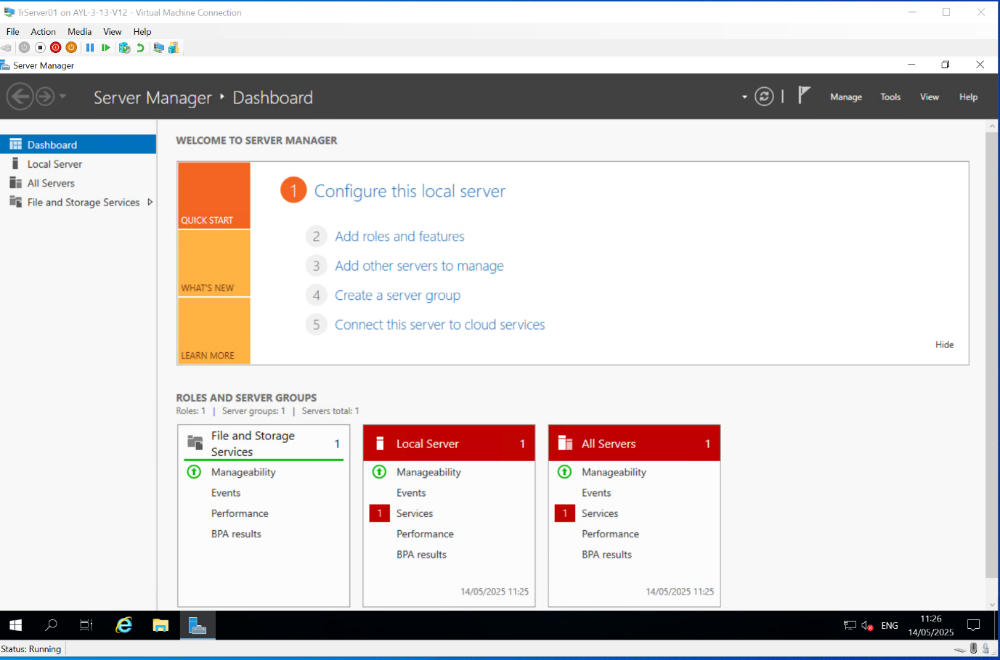 TrServer01 on AYL-3-13-V12 - Virtual Machine Connection
File Action Media View Help
Server Manager
Server Manager ‣ Dashboard
Manage Tools View Help
Dashboard
Local Server
All Servers
File and Storage Services
WELCOME TO SERVER MANAGER
QUICK START
WHAT'S NEW
LEARN MORE
1 Configure this local server
2 Add roles and features
3 Add other servers to manage
4 Create a server group
5 Connect this server to cloud services
Hide
ROLES AND SERVER GROUPS
Roles: 1 | Server groups: 1 | Servers total: 1
File and Storage
Services
1
Manageability
Events
Performance
BPA results
Local Server 1
Manageability
Events
1 Services
Performance
BPA results
14/05/2025 11:25
All Servers 1
Manageability
Events
1 Services
Performance
BPA results
14/05/2025 11:25
ENG
11:26
14/05/2025
Status: Running